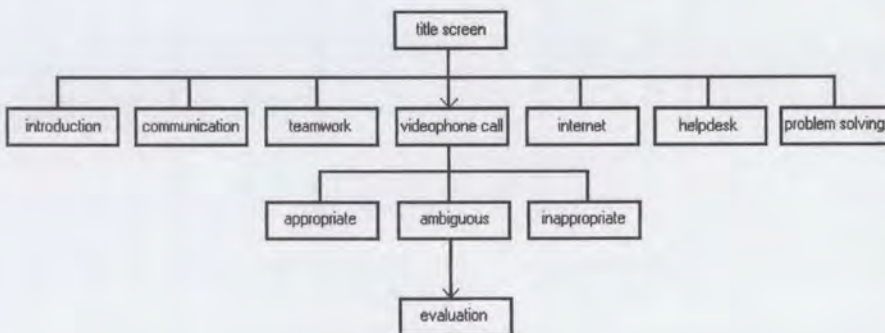 title screen
introduction communication teamwork videophone call internet helpdesk problem solving
appropriate ambiguous inappropriate
evaluation